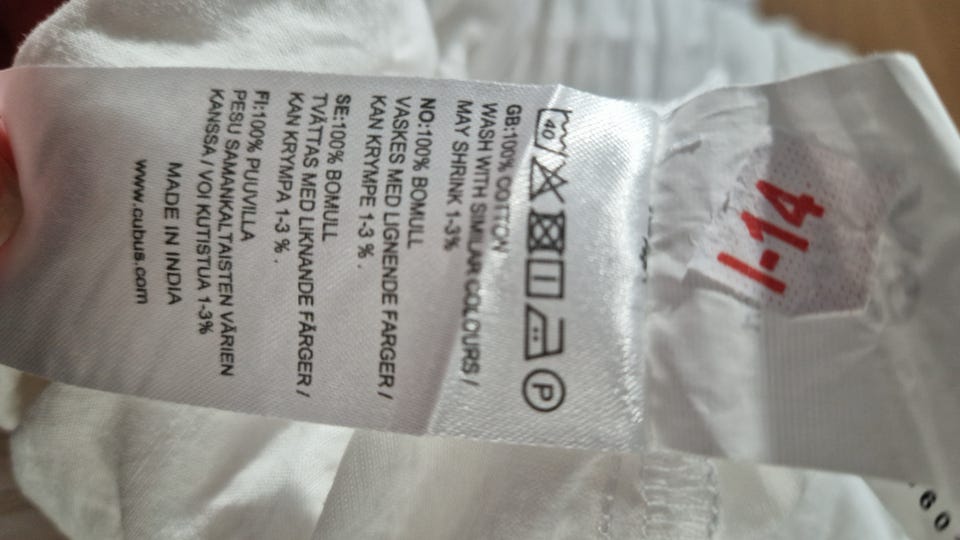 40
P
GB:100% COTTON
WASH WITH SIMILAR COLOURS /
MAY SHRINK 1-3%
NO:100% BOMULL
VASKES MED LIGNENDE FARGER /
KAN KRYMPE 1-3 % .
SE:100% BOMULL
TVÄTTAS MED LIKNANDE FÄRGER /
KAN KRYMPA 1-3 % .
FI:100% PUUVILLA
PESU SAMANKALTAISTEN VÄRIEN
KANSSA / VOI KUTISTUA 1-3%
MADE IN INDIA
www.cubus.com
1-14
60